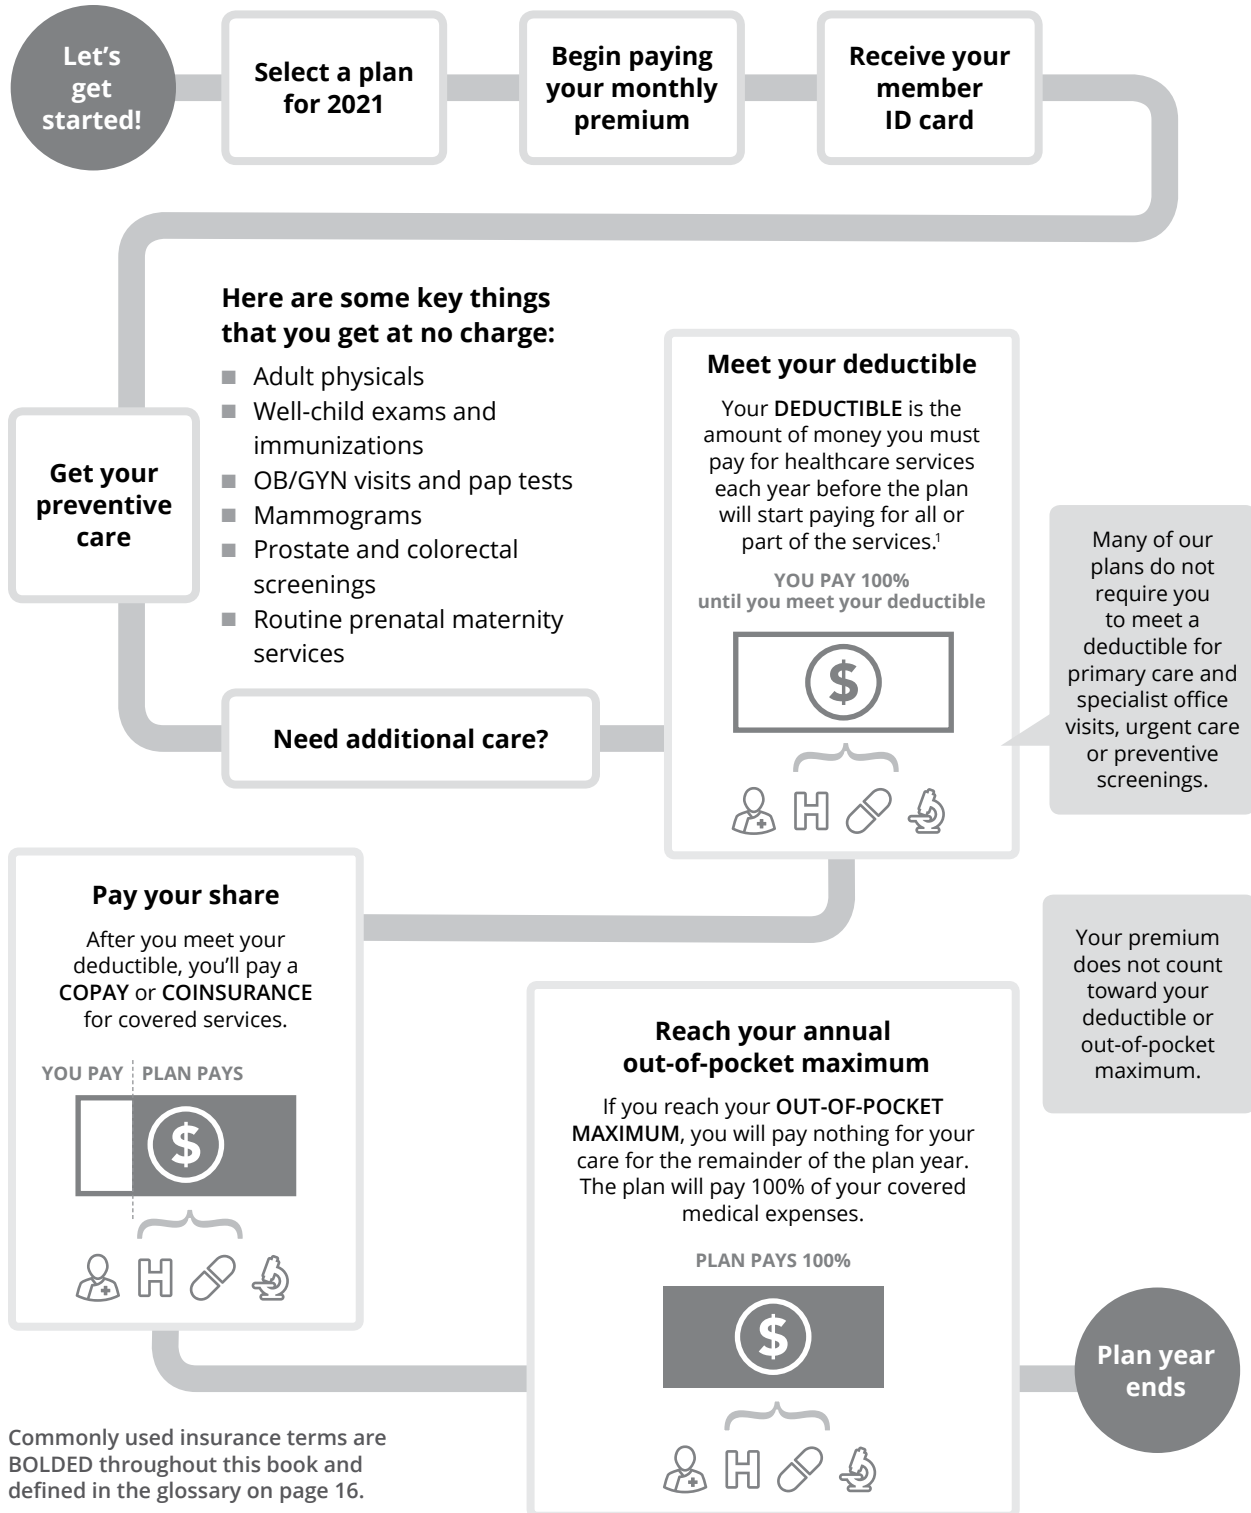 Let's
get
started!
Select a plan
for 2021
Begin paying
your monthly
premium
Receive your
member
ID card
Get your
preventive
care
Here are some key things
that you get at no charge:
■ Adult physicals
■ Well-child exams and
immunizations
■ OB/GYN visits and pap tests
■ Mammograms
■ Prostate and colorectal
screenings
■ Routine prenatal maternity
services
Need additional care?
Meet your deductible
Your DEDUCTIBLE is the
amount of money you must
pay for healthcare services
each year before the plan
will start paying for all or
part of the services.¹
YOU PAY 100%
until you meet your deductible
$
H
Many of our
plans do not
require you
to meet a
deductible for
primary care and
specialist office
visits, urgent care
or preventive
screenings.
Pay your share
After you meet your
deductible, you'll pay a
COPAY or COINSURANCE
for covered services.
YOU PAY PLAN PAYS
$
H
Your premium
does not count
toward your
deductible or
out-of-pocket
maximum.
Reach your annual
out-of-pocket maximum
If you reach your OUT-OF-POCKET
MAXIMUM, you will pay nothing for your
care for the remainder of the plan year.
The plan will pay 100% of your covered
medical expenses.
PLAN PAYS 100%
$
H
Plan year
ends
Commonly used insurance terms are
BOLDED throughout this book and
defined in the glossary on page 16.